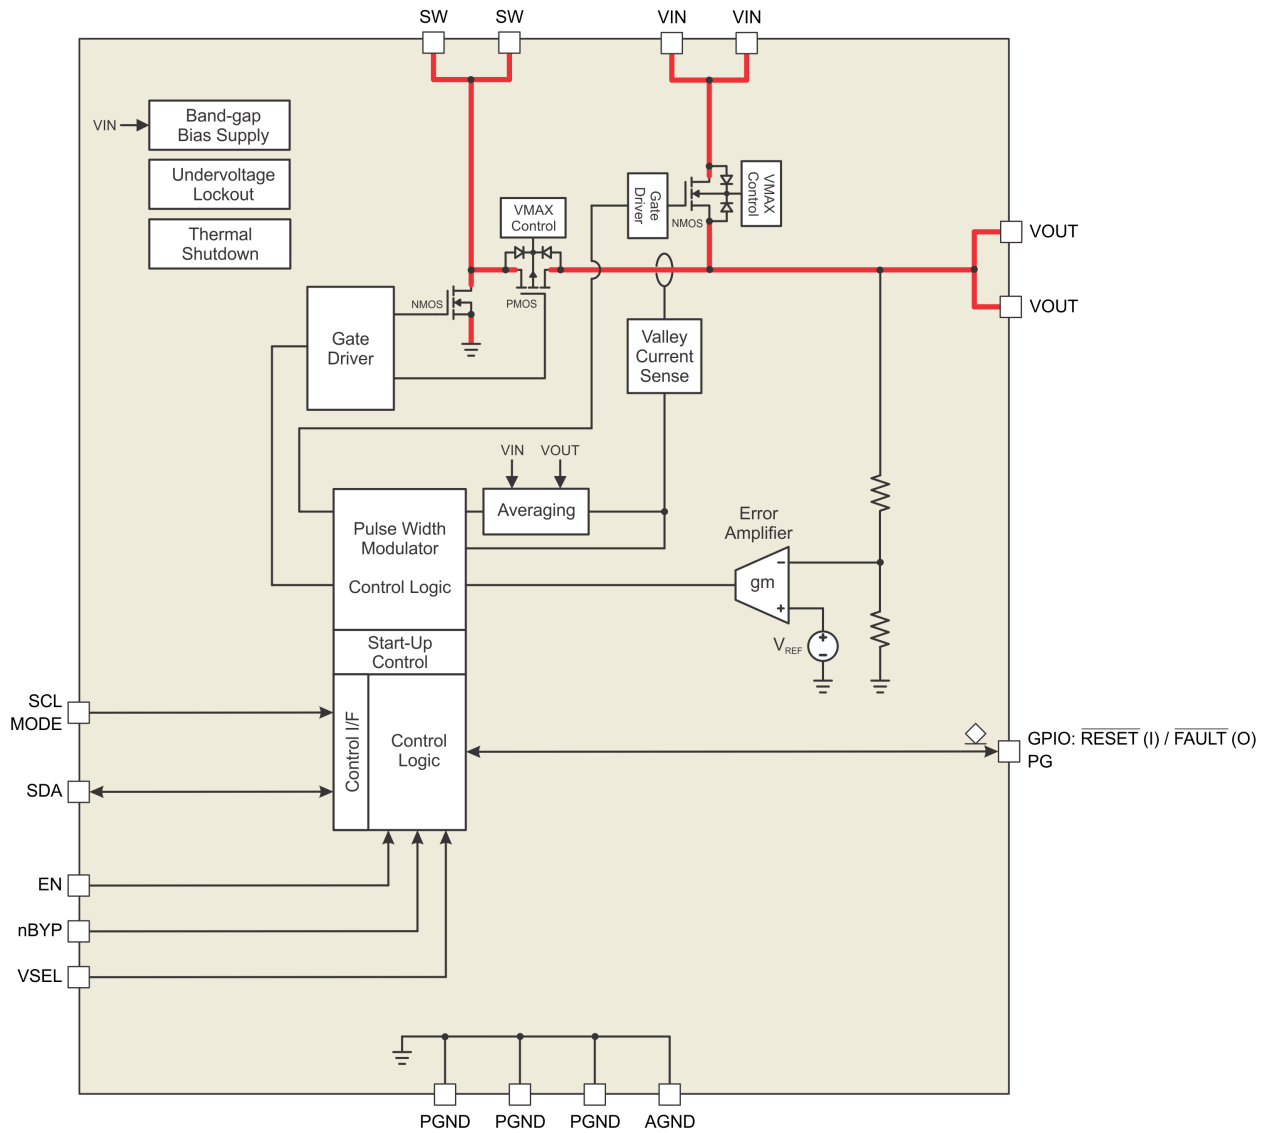 SW
SW
VIN
VIN
VIN
Band-gap
Bias Supply
Undervoltage
Lockout
Thermal
Shutdown
VMAX
Control
Gate
Driver
VMAX
Control
NMOS
VOUT
NMOS
PMOS
VOUT
Gate
Driver
Valley
Current
Sense
VIN
VOUT
Averaging
Pulse Width
Modulator
Control Logic
Error
Amplifier
gm
−
+
VREF
+
−
Start-Up
Control
Control I/F
Control
Logic
SCL
MODE
SDA
EN
nBYP
VSEL
GPIO: RESET (I) / FAULT (O)
PG
PGND
PGND
PGND
AGND